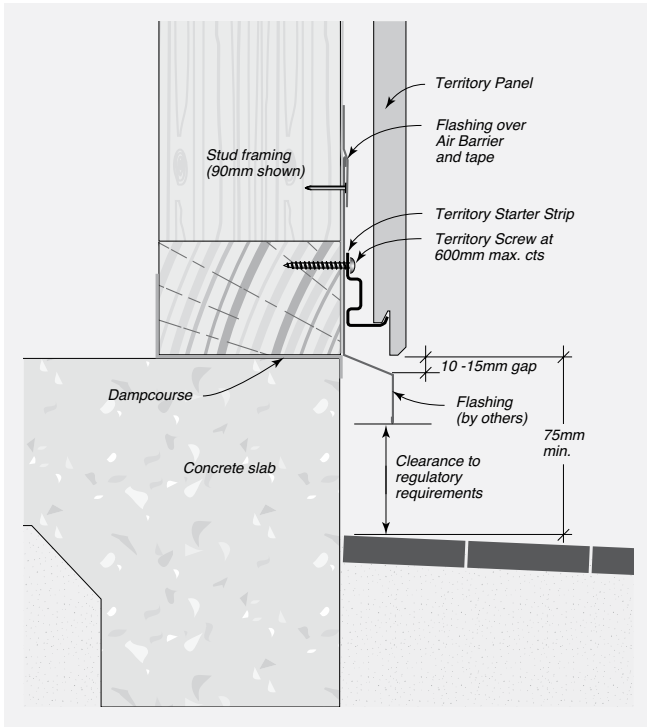 Territory Panel
Flashing over
Air Barrier
and tape
Stud framing
(90mm shown)
Territory Starter Strip
Territory Screw at
600mm max. cts
10 -15mm gap
Dampcourse
Flashing
(by others)
75mm
min.
Clearance to
regulatory
requirements
Concrete slab